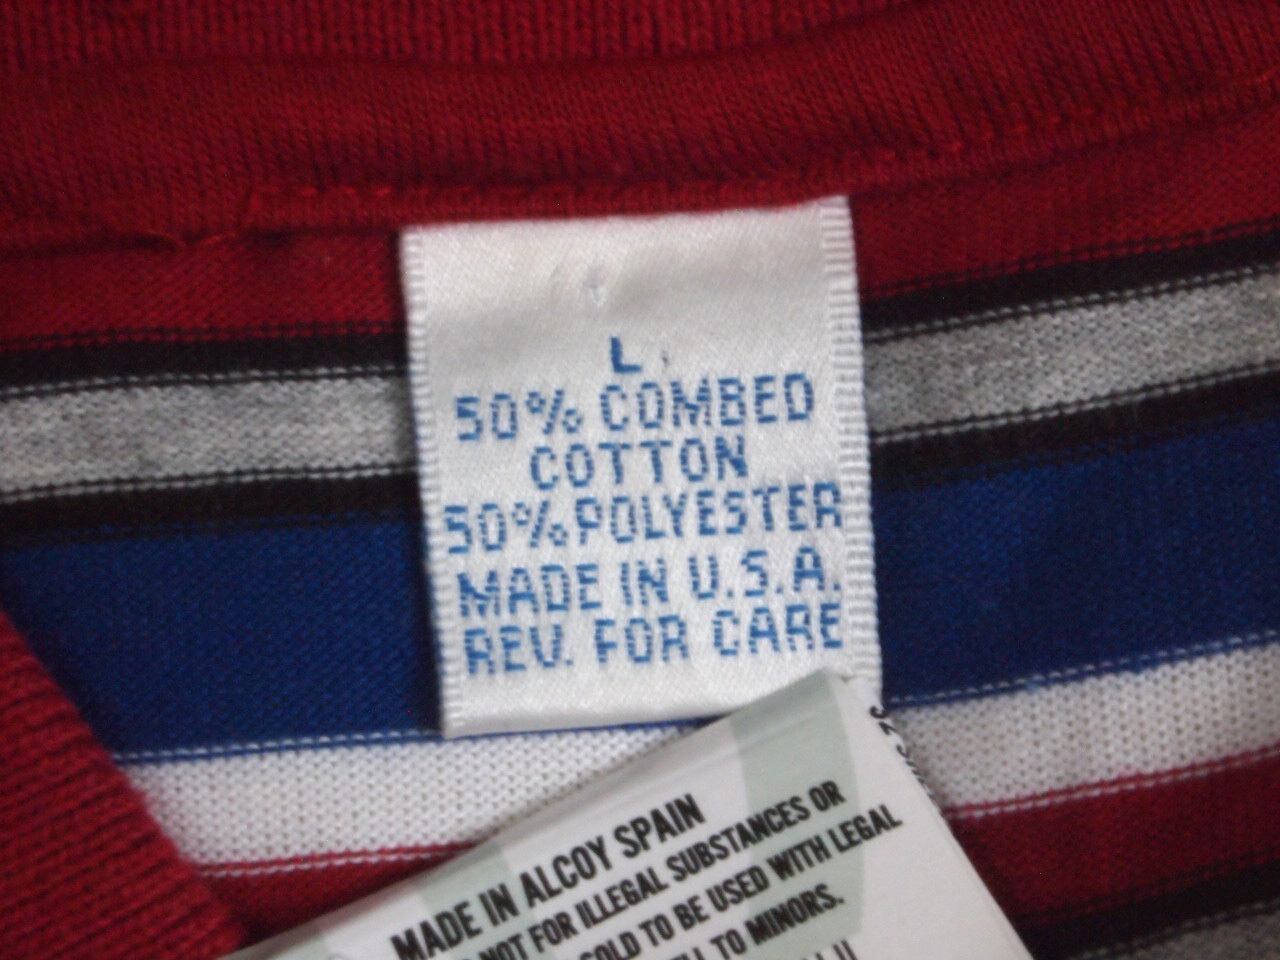 L
50% COMBED
COTTON
50% POLYESTER
MADE IN U.S.A.
REV. FOR CARE
MADE IN ALCOY SPAIN
NOT FOR ILLEGAL SUBSTANCES OR
SOLD TO BE USED WITH LEGAL
TO MINORS.